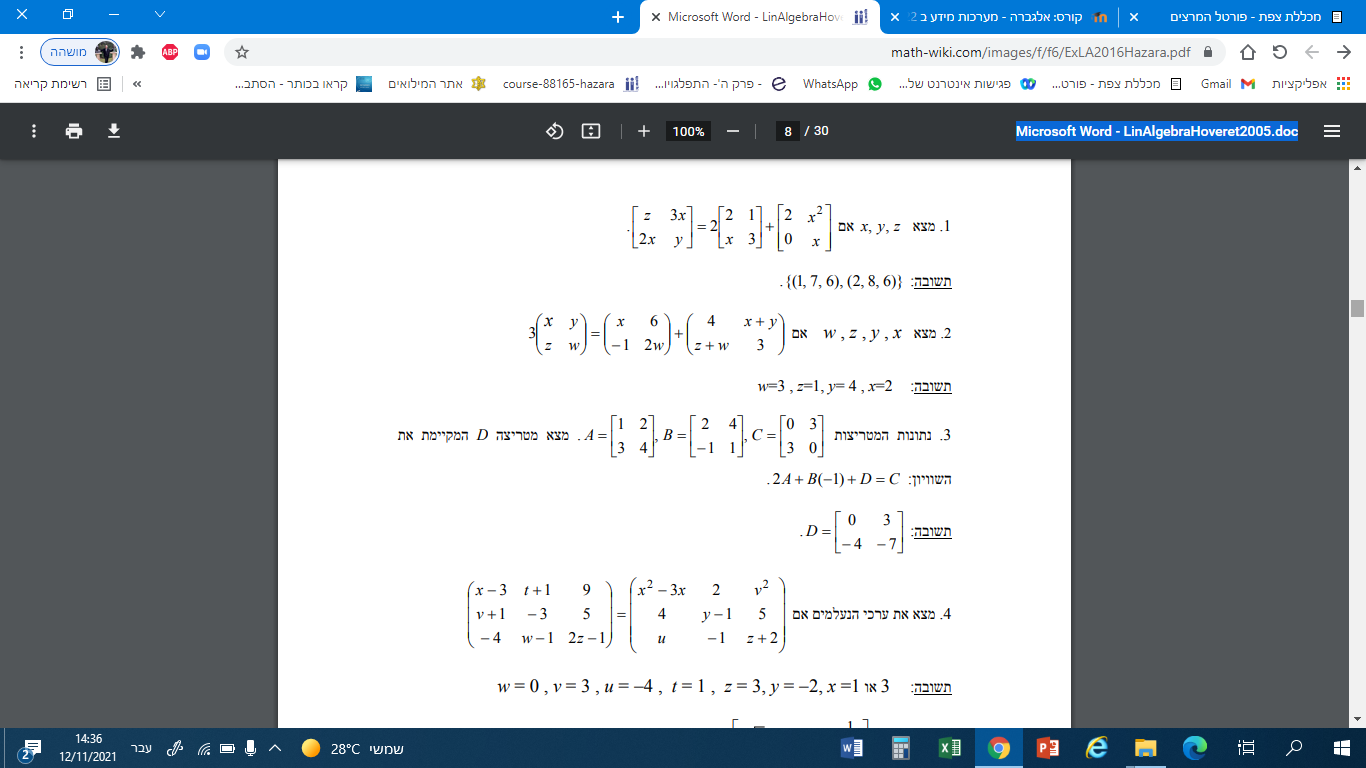 מכללת צפת - פורטל המרצים
קורס: אלגברה - מערכות מידע ב
Microsoft Word - LinAlgebraHove
math-wiki.com/images/f/f6/ExLA2016Hazara.pdf
מושהה
ABP
אפליקציות
Gmail
מכללת צפת - פורט...
פגישות אינטרנט של...
WhatsApp
- פרק ה'- התפלגויו...
course-88165-hazara
אתר המילואים
קראו בכותר - הסתב...
»
רשימת קריאה
Microsoft Word - LinAlgebraHoveret2005.doc
8 / 30
100%
1. מצא x, y, z אם [z 3x; 2x y] = 2[2 1; x 3] + [2 x²; 0 x].
תשובה: {(1, 7, 6), (2, 8, 6)}.
2. מצא w , z , y , x אם 3(x y; z w) = (x 6; −1 2w) + (4 x + y; z + w 3)
תשובה: w=3 , z=1, y= 4 , x=2
3. נתונות המטריצות A = [1 2; 3 4], B = [2 4; −1 1], C = [0 3; 3 0]. מצא מטריצה D המקיימת את
השוויון: 2A + B(−1) + D = C.
תשובה: D = [0 3; −4 −7].
4. מצא את ערכי הנעלמים אם (x − 3 t + 1 9; v + 1 −3 5; −4 w − 1 2z − 1) = (x² − 3x 2 v²; 4 y − 1 5; u −1 z + 2)
תשובה: w = 0 , v = 3 , u = –4 , t = 1 , z = 3, y = –2, x =1 או 3
14:36
12/11/2021
2
עבר
28°C שמשי